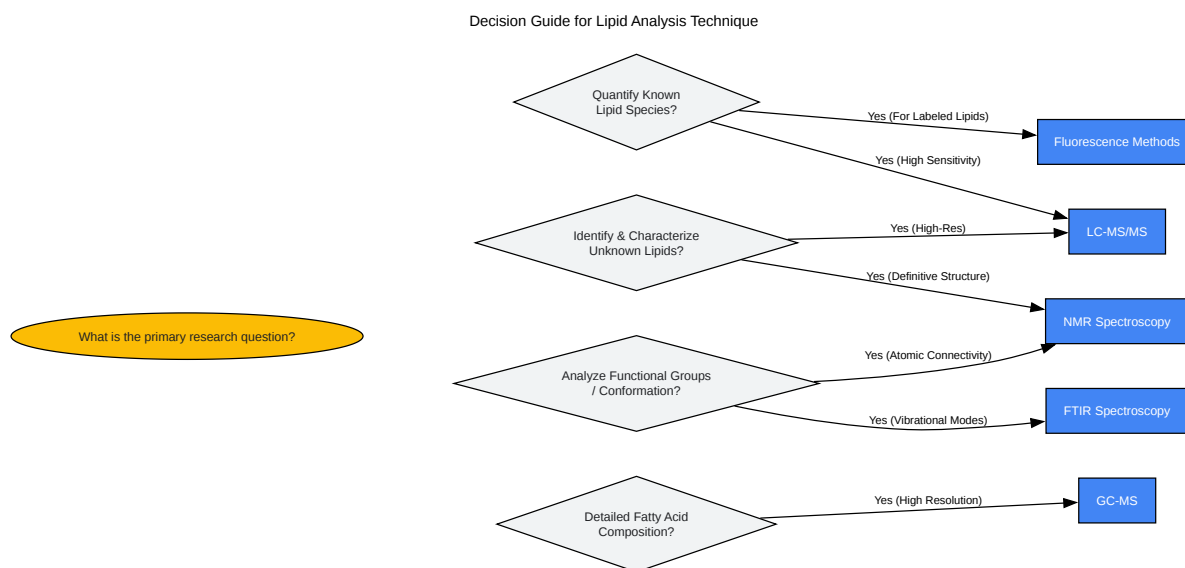 Decision Guide for Lipid Analysis Technique
Quantify Known
Lipid Species?
Yes (For Labeled Lipids)
Fluorescence Methods
Yes (High Sensitivity)
Identify & Characterize
Unknown Lipids?
Yes (High-Res)
LC-MS/MS
Yes (Definitive Structure)
NMR Spectroscopy
What is the primary research question?
Analyze Functional Groups
/ Conformation?
Yes (Atomic Connectivity)
Yes (Vibrational Modes)
FTIR Spectroscopy
Detailed Fatty Acid
Composition?
Yes (High Resolution)
GC-MS